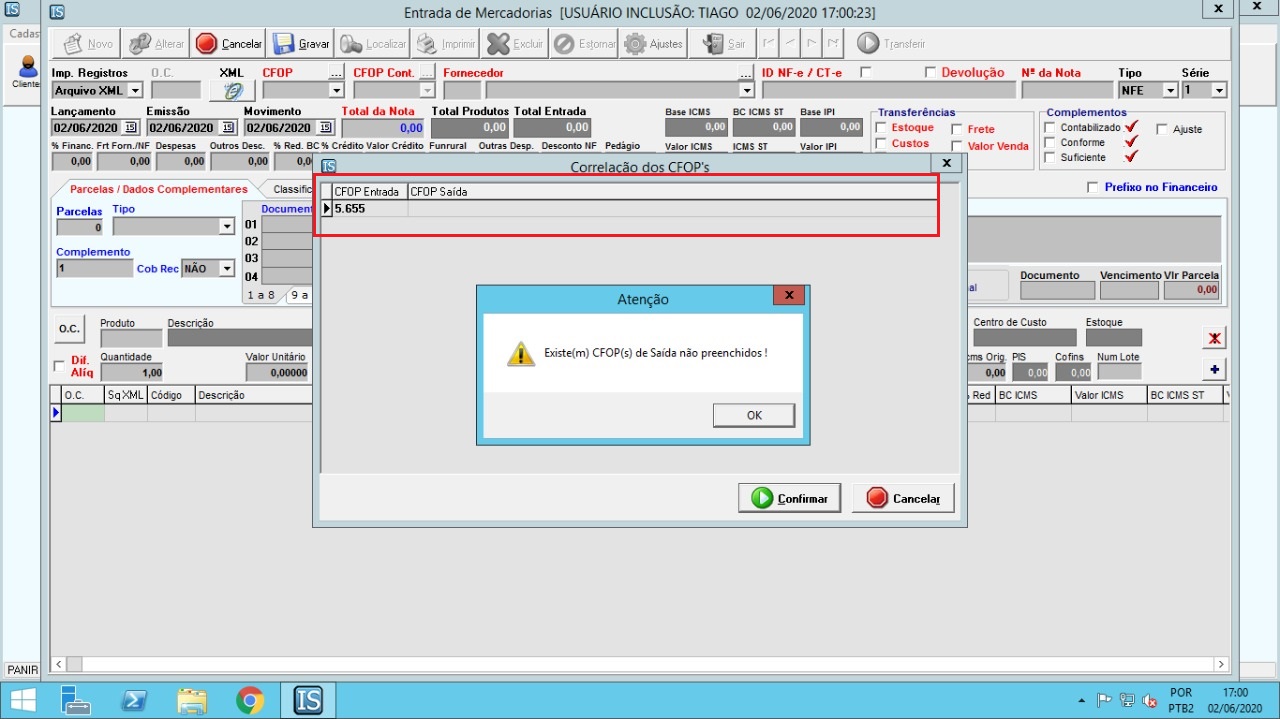 IS Entrada de Mercadorias [USUÁRIO INCLUSÃO: TIAGO 02/06/2020 17:00:23]
Cadas
Novo Alterar Cancelar Gravar Localizar Imprimir Excluir Estornar Ajustes Sair Transferir
Cliente
Imp. Registros O.C. XML CFOP ... CFOP Cont. ... Fornecedor ... ID NF-e / CT-e Devolução Nº da Nota Tipo Série
Arquivo XML NFE 1
Lançamento Emissão Movimento Total da Nota Total Produtos Total Entrada Base ICMS BC ICMS ST Base IPI Transferências Complementos
02/06/2020 15 02/06/2020 15 02/06/2020 15 0,00 0,00 0,00 0,00 0,00 0,00 Estoque Frete Contabilizado Ajuste
% Financ. Frt Forn./NF Despesas Outros Desc. % Red. BC % Crédito Valor Crédito Funrural Outras Desp. Desconto NF Pedágio Valor ICMS ICMS ST Valor IPI Custos Valor Venda Conforme
0,00 0,00 0,00 0,00 Suficiente
IS Correlação dos CFOP's
Parcelas / Dados Complementares Classific Prefixo no Financeiro
CFOP Entrada CFOP Saída
5.655
Parcelas Tipo Document
0 01
02
Complemento 03
1 Cob Rec NÃO 04
1 a 8 9 a
al Documento Vencimento Vlr Parcela
0,00
Atenção
Existe(m) CFOP(s) de Saída não preenchidos !
OK
O.C. Produto Descrição Centro de Custo Estoque
Dif. Alíq Quantidade Valor Unitário cms Orig. PIS Cofins Num Lote
1,00 0,00000 0,00 0,00 0,00
O.C. Sq XML Código Descrição % Red BC ICMS Valor ICMS BC ICMS ST
Confirmar Cancelar
PANIR
IS POR 17:00
PTB2 02/06/2020